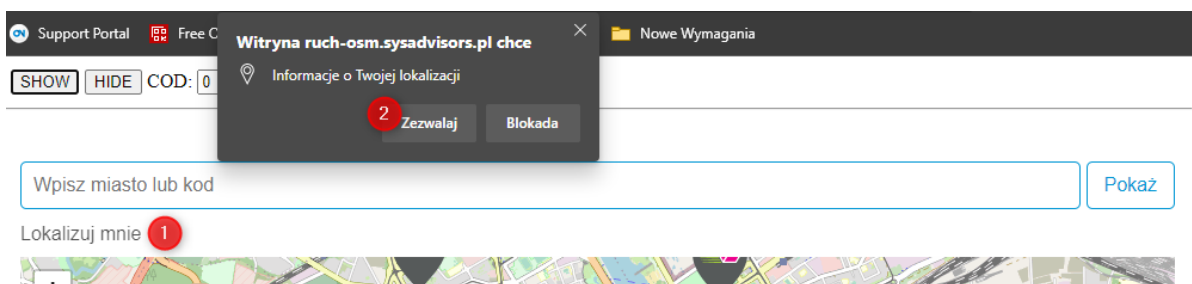 Support Portal
Free C
Nowe Wymagania
Witryna ruch-osm.sysadvisors.pl chce
Informacje o Twojej lokalizacji
2
Zezwalaj Blokada
SHOW HIDE COD: 0
Wpisz miasto lub kod Pokaż
Lokalizuj mnie 1